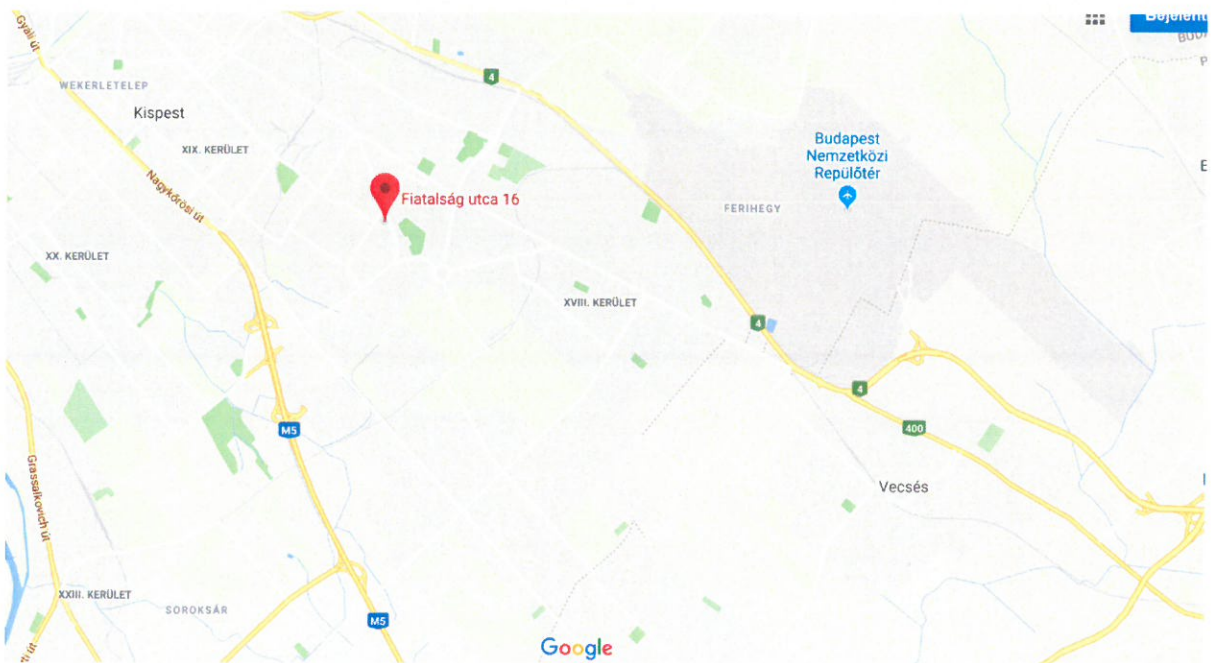 Gyáli út
Bejelent
WEKERLETELEP
4
Kispest
XIX. KERÜLET
Budapest
Nemzetközi
Repülőtér
Nagykőrösi út
Fiatalság utca 16
FERIHEGY
XX. KERÜLET
XVIII. KERÜLET
4
4
M5
400
Grassalkovich út
Vecsés
XXIII. KERÜLET
SOROKSÁR
M5
Google